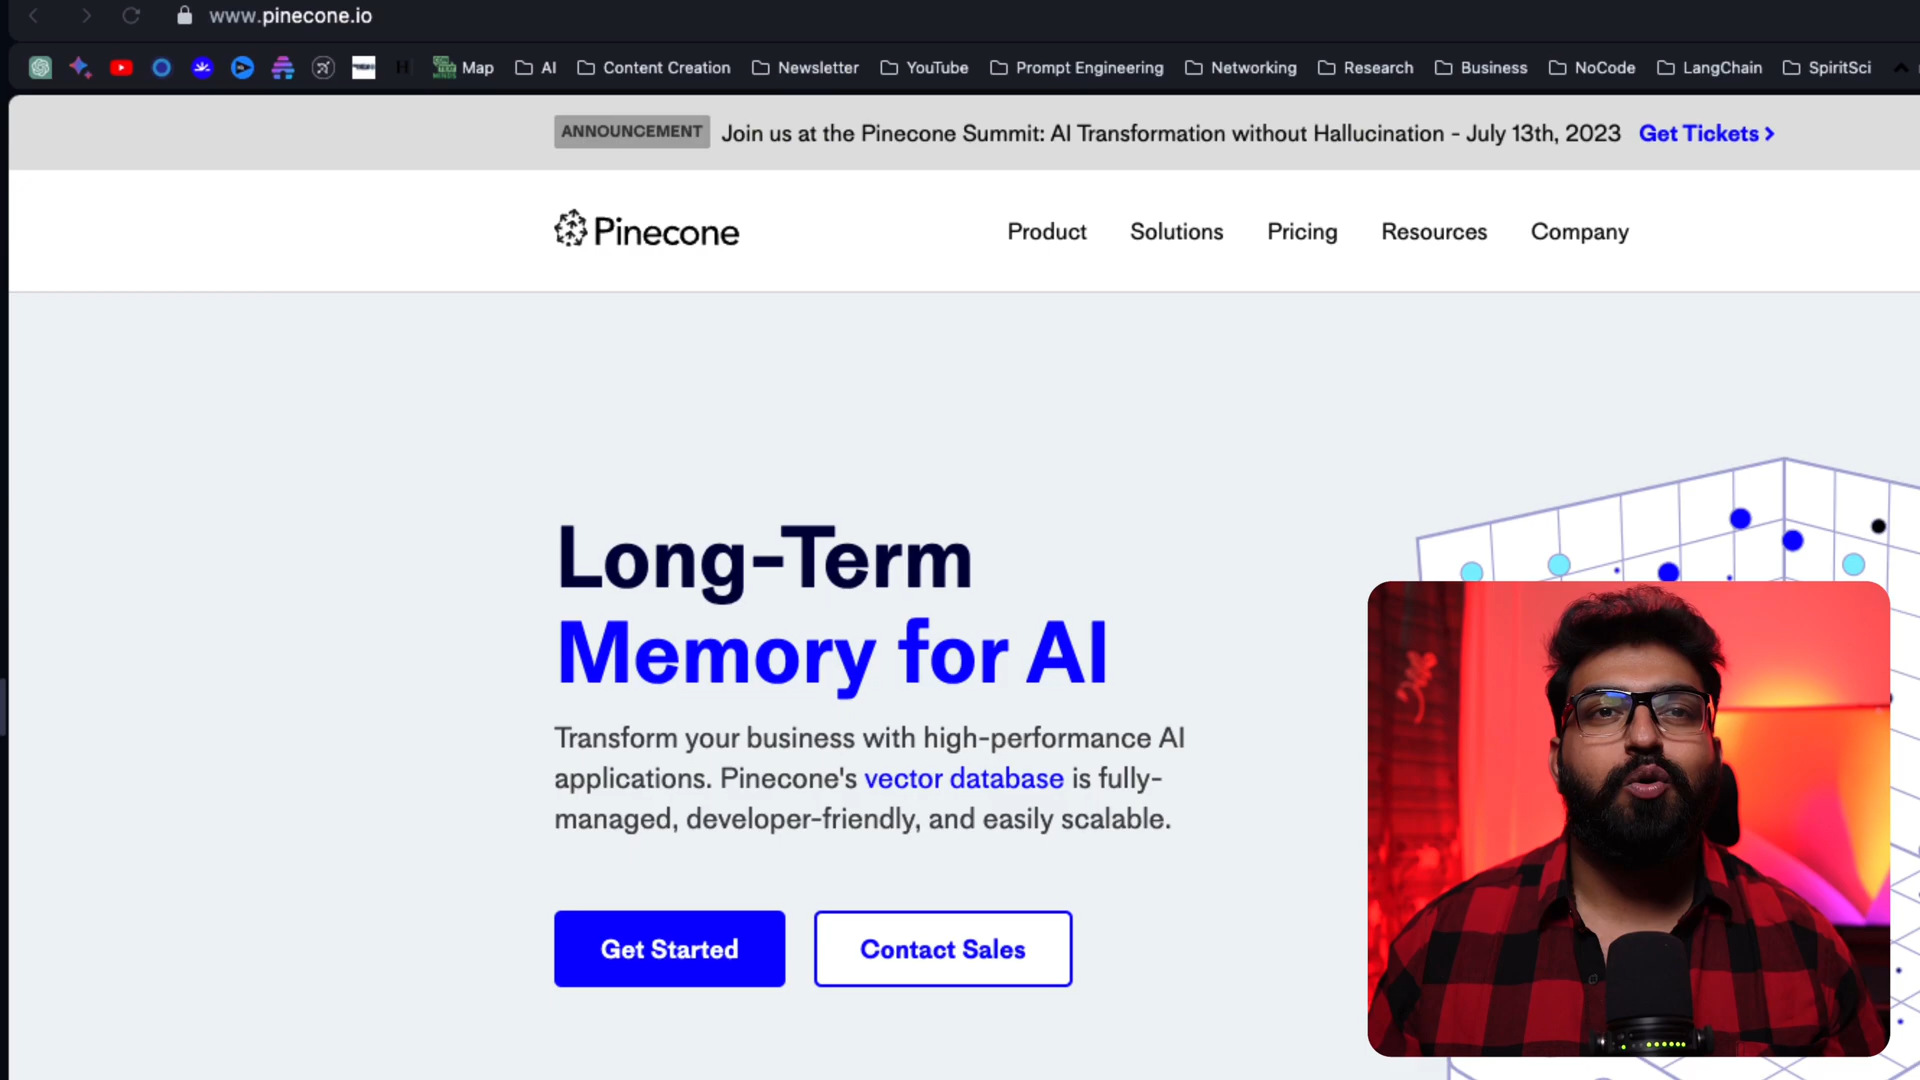 www.pinecone.io
Map AI Content Creation Newsletter YouTube Prompt Engineering Networking Research Business NoCode LangChain SpiritSci
ANNOUNCEMENT Join us at the Pinecone Summit: AI Transformation without Hallucination - July 13th, 2023 Get Tickets >
Pinecone Product Solutions Pricing Resources Company
Long-Term
Memory for AI
Transform your business with high-performance AI
applications. Pinecone's vector database is fully-
managed, developer-friendly, and easily scalable.
Get Started Contact Sales